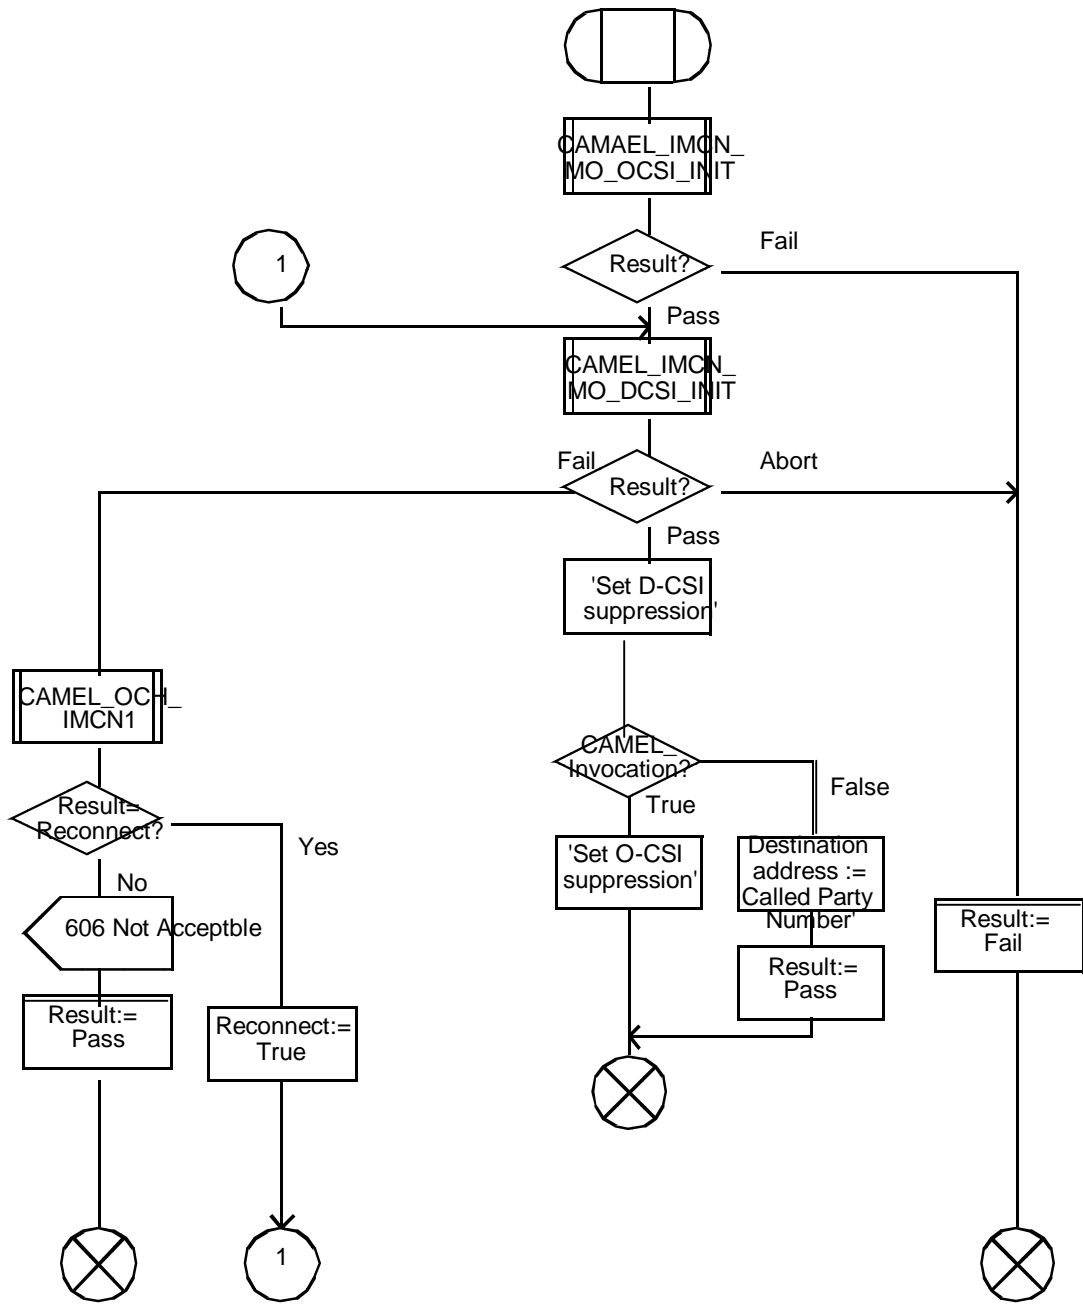 CAMAEL_IMCN_
MO_OCSI_INIT
Fail
1
Result?
Pass
CAMEL_IMCN_
MO_DCSI_INIT
Fail
Abort
Result?
Pass
'Set D-CSI
suppression'
CAMEL_OCH_
IMCN1
CAMEL_
Invocation?
False
True
Result=
Reconnect?
Yes
'Set O-CSI
suppression'
Destination
address :=
Called Party
Number'
No
606 Not Acceptble
Result:=
Fail
Result:=
Pass
Result:=
Pass
Reconnect:=
True
1